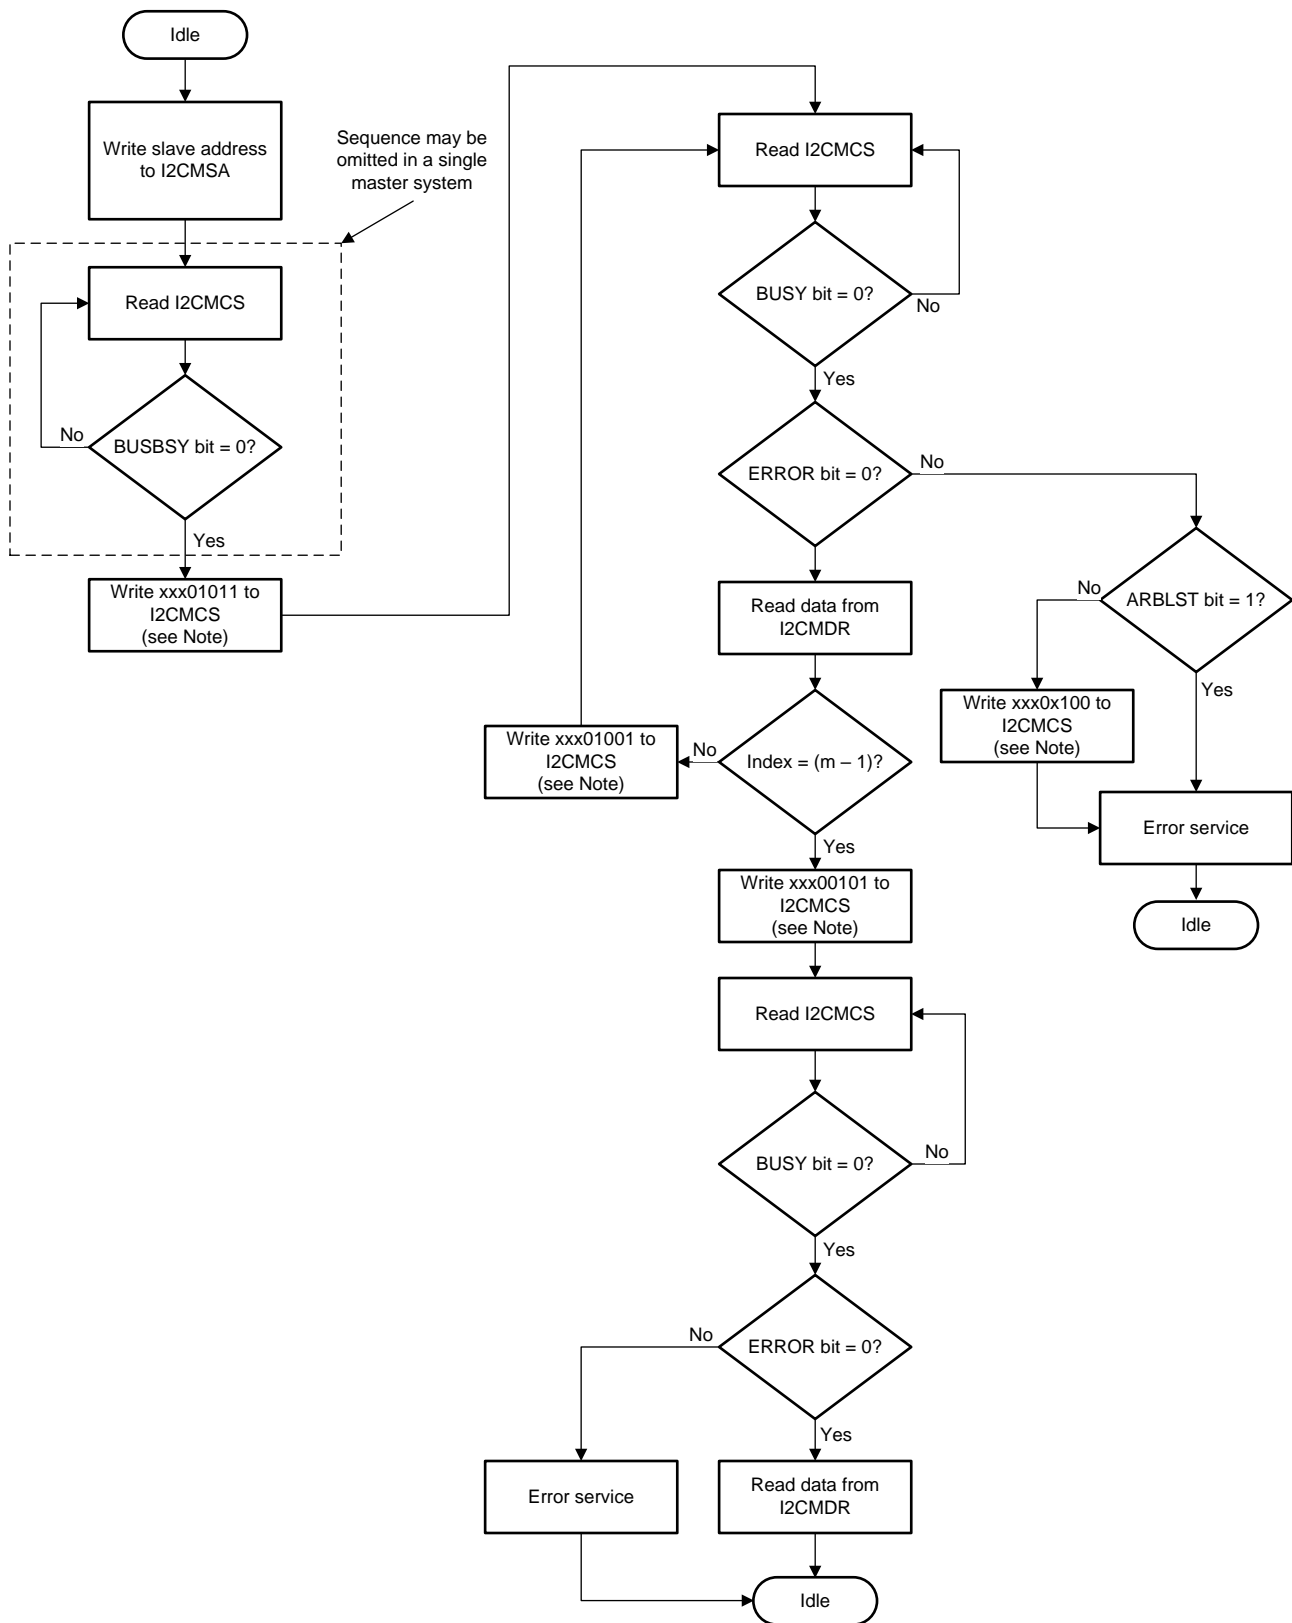 Idle
Write slave address
to I2CMSA
Sequence may be
omitted in a single
master system
Read I2CMCS
BUSBSY bit = 0?
No
Yes
Write xxx01011 to
I2CMCS
(see Note)
Read I2CMCS
BUSY bit = 0?
No
Yes
ERROR bit = 0?
No
Read data from
I2CMDR
ARBLST bit = 1?
No
Yes
Write xxx0x100 to
I2CMCS
(see Note)
Error service
Idle
Index = (m – 1)?
No
Write xxx01001 to
I2CMCS
(see Note)
Yes
Write xxx00101 to
I2CMCS
(see Note)
Read I2CMCS
BUSY bit = 0?
No
Yes
ERROR bit = 0?
No
Yes
Error service
Read data from
I2CMDR
Idle